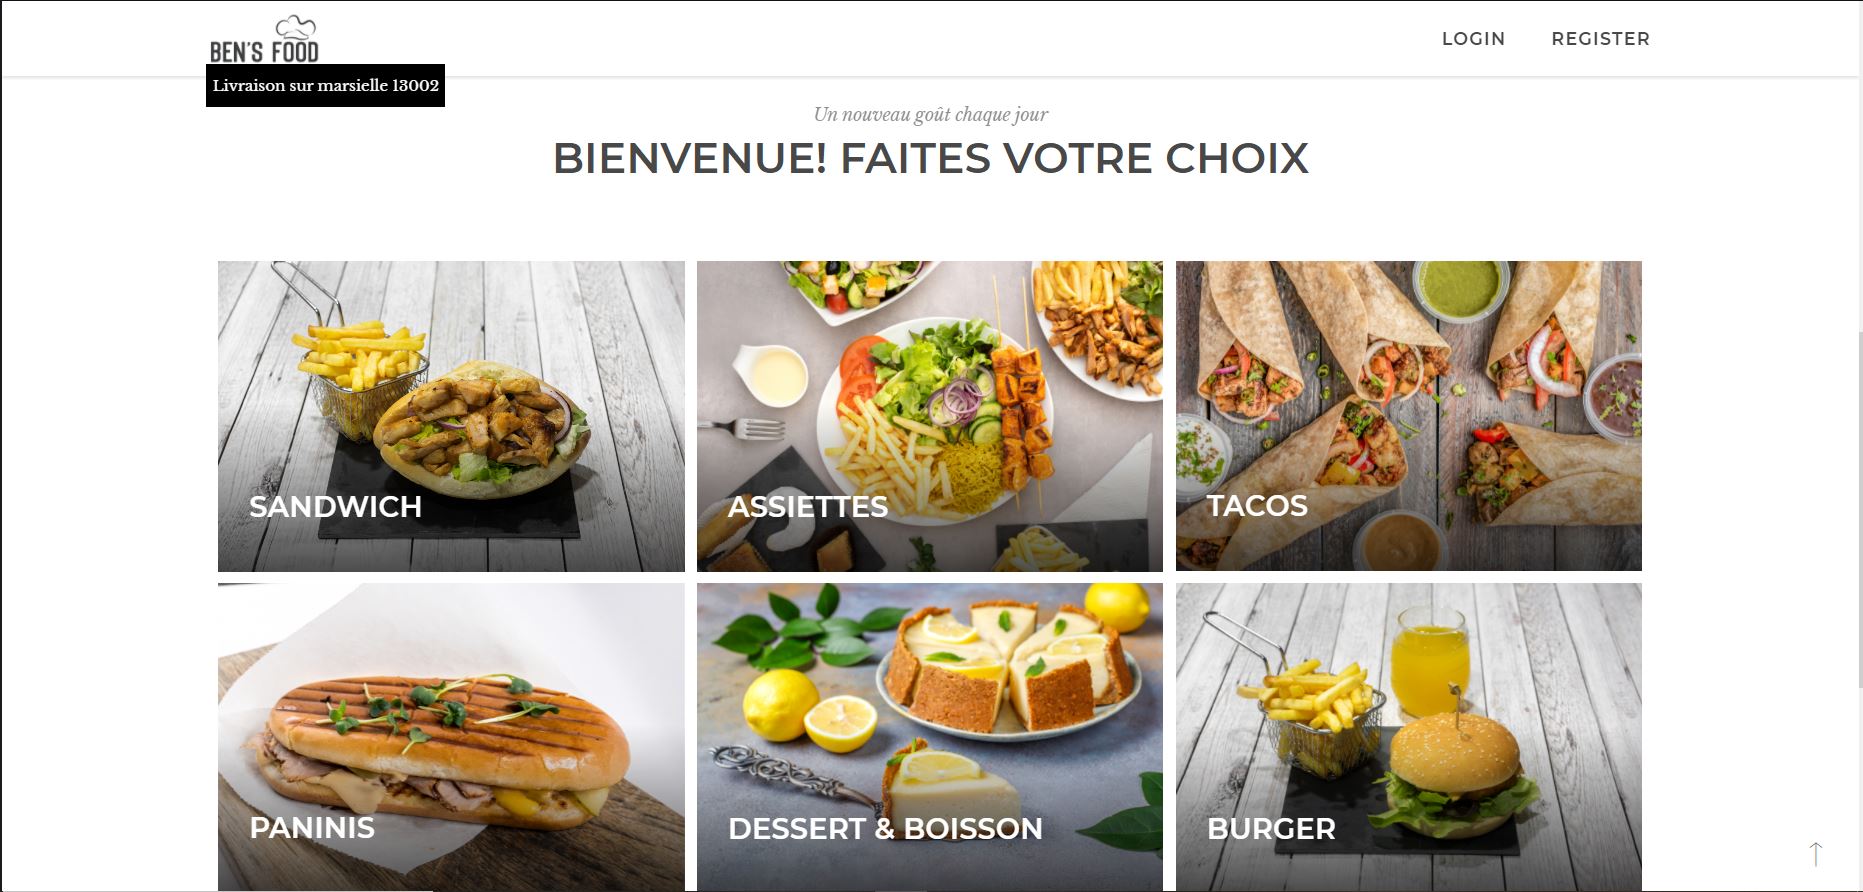 BEN'S FOOD
LOGIN
REGISTER
Livraison sur marsielle 13002
Un nouveau goût chaque jour
BIENVENUE! FAITES VOTRE CHOIX
SANDWICH
ASSIETTES
TACOS
PANINIS
DESSERT & BOISSON
BURGER